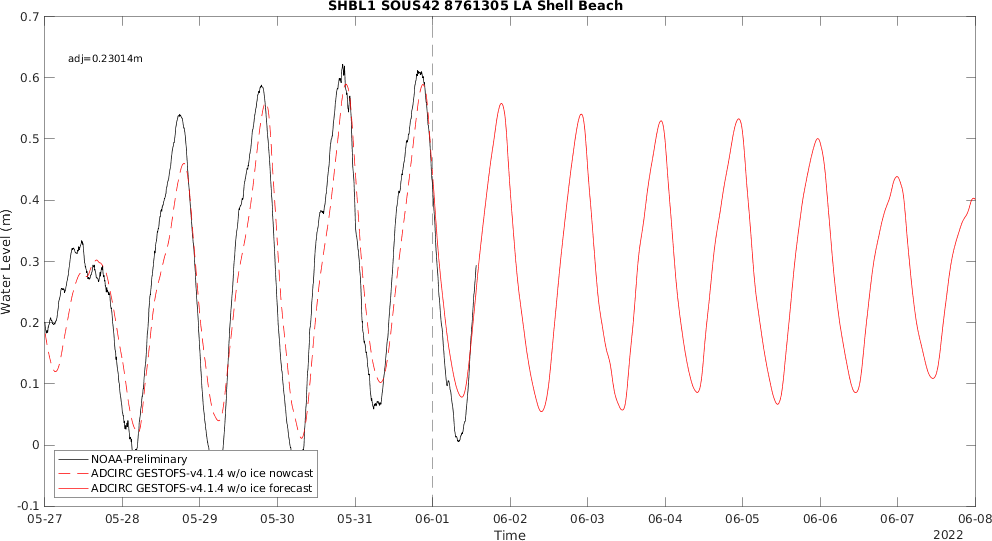 SHBL1 SOUS42 8761305 LA Shell Beach
adj=0.23014m
0.7
0.6
0.5
0.4
0.3
0.2
0.1
0
-0.1
Water Level (m)
NOAA-Preliminary
ADCIRC GESTOFS-v4.1.4 w/o ice nowcast
ADCIRC GESTOFS-v4.1.4 w/o ice forecast
05-27 05-28 05-29 05-30 05-31 06-01 06-02 06-03 06-04 06-05 06-06 06-07 06-08
Time
2022